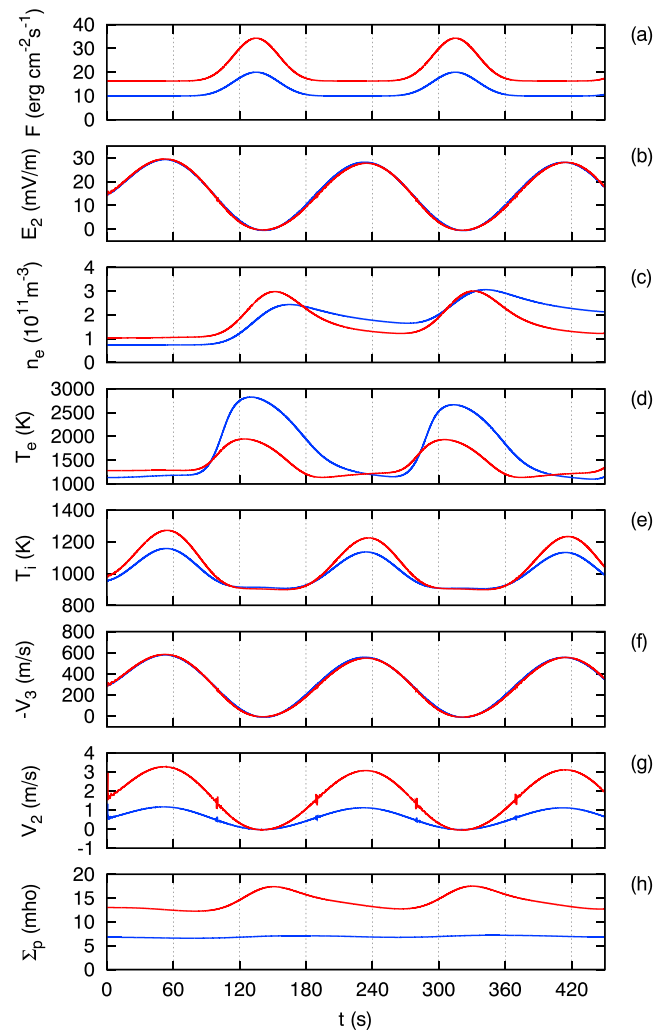 F (erg cm⁻²s⁻¹)
40
30
20
10
0
(a)
E₂ (mV/m)
30
20
10
0
(b)
nₑ (10¹¹m⁻³)
4
3
2
1
0
(c)
Tₑ (K)
3000
2500
2000
1500
1000
(d)
Tᵢ (K)
1400
1200
1000
800
(e)
-V₃ (m/s)
800
600
400
200
0
(f)
V₂ (m/s)
4
3
2
1
0
-1
(g)
Σₚ (mho)
20
15
10
5
0
(h)
0 60 120 180 240 300 360 420
t (s)